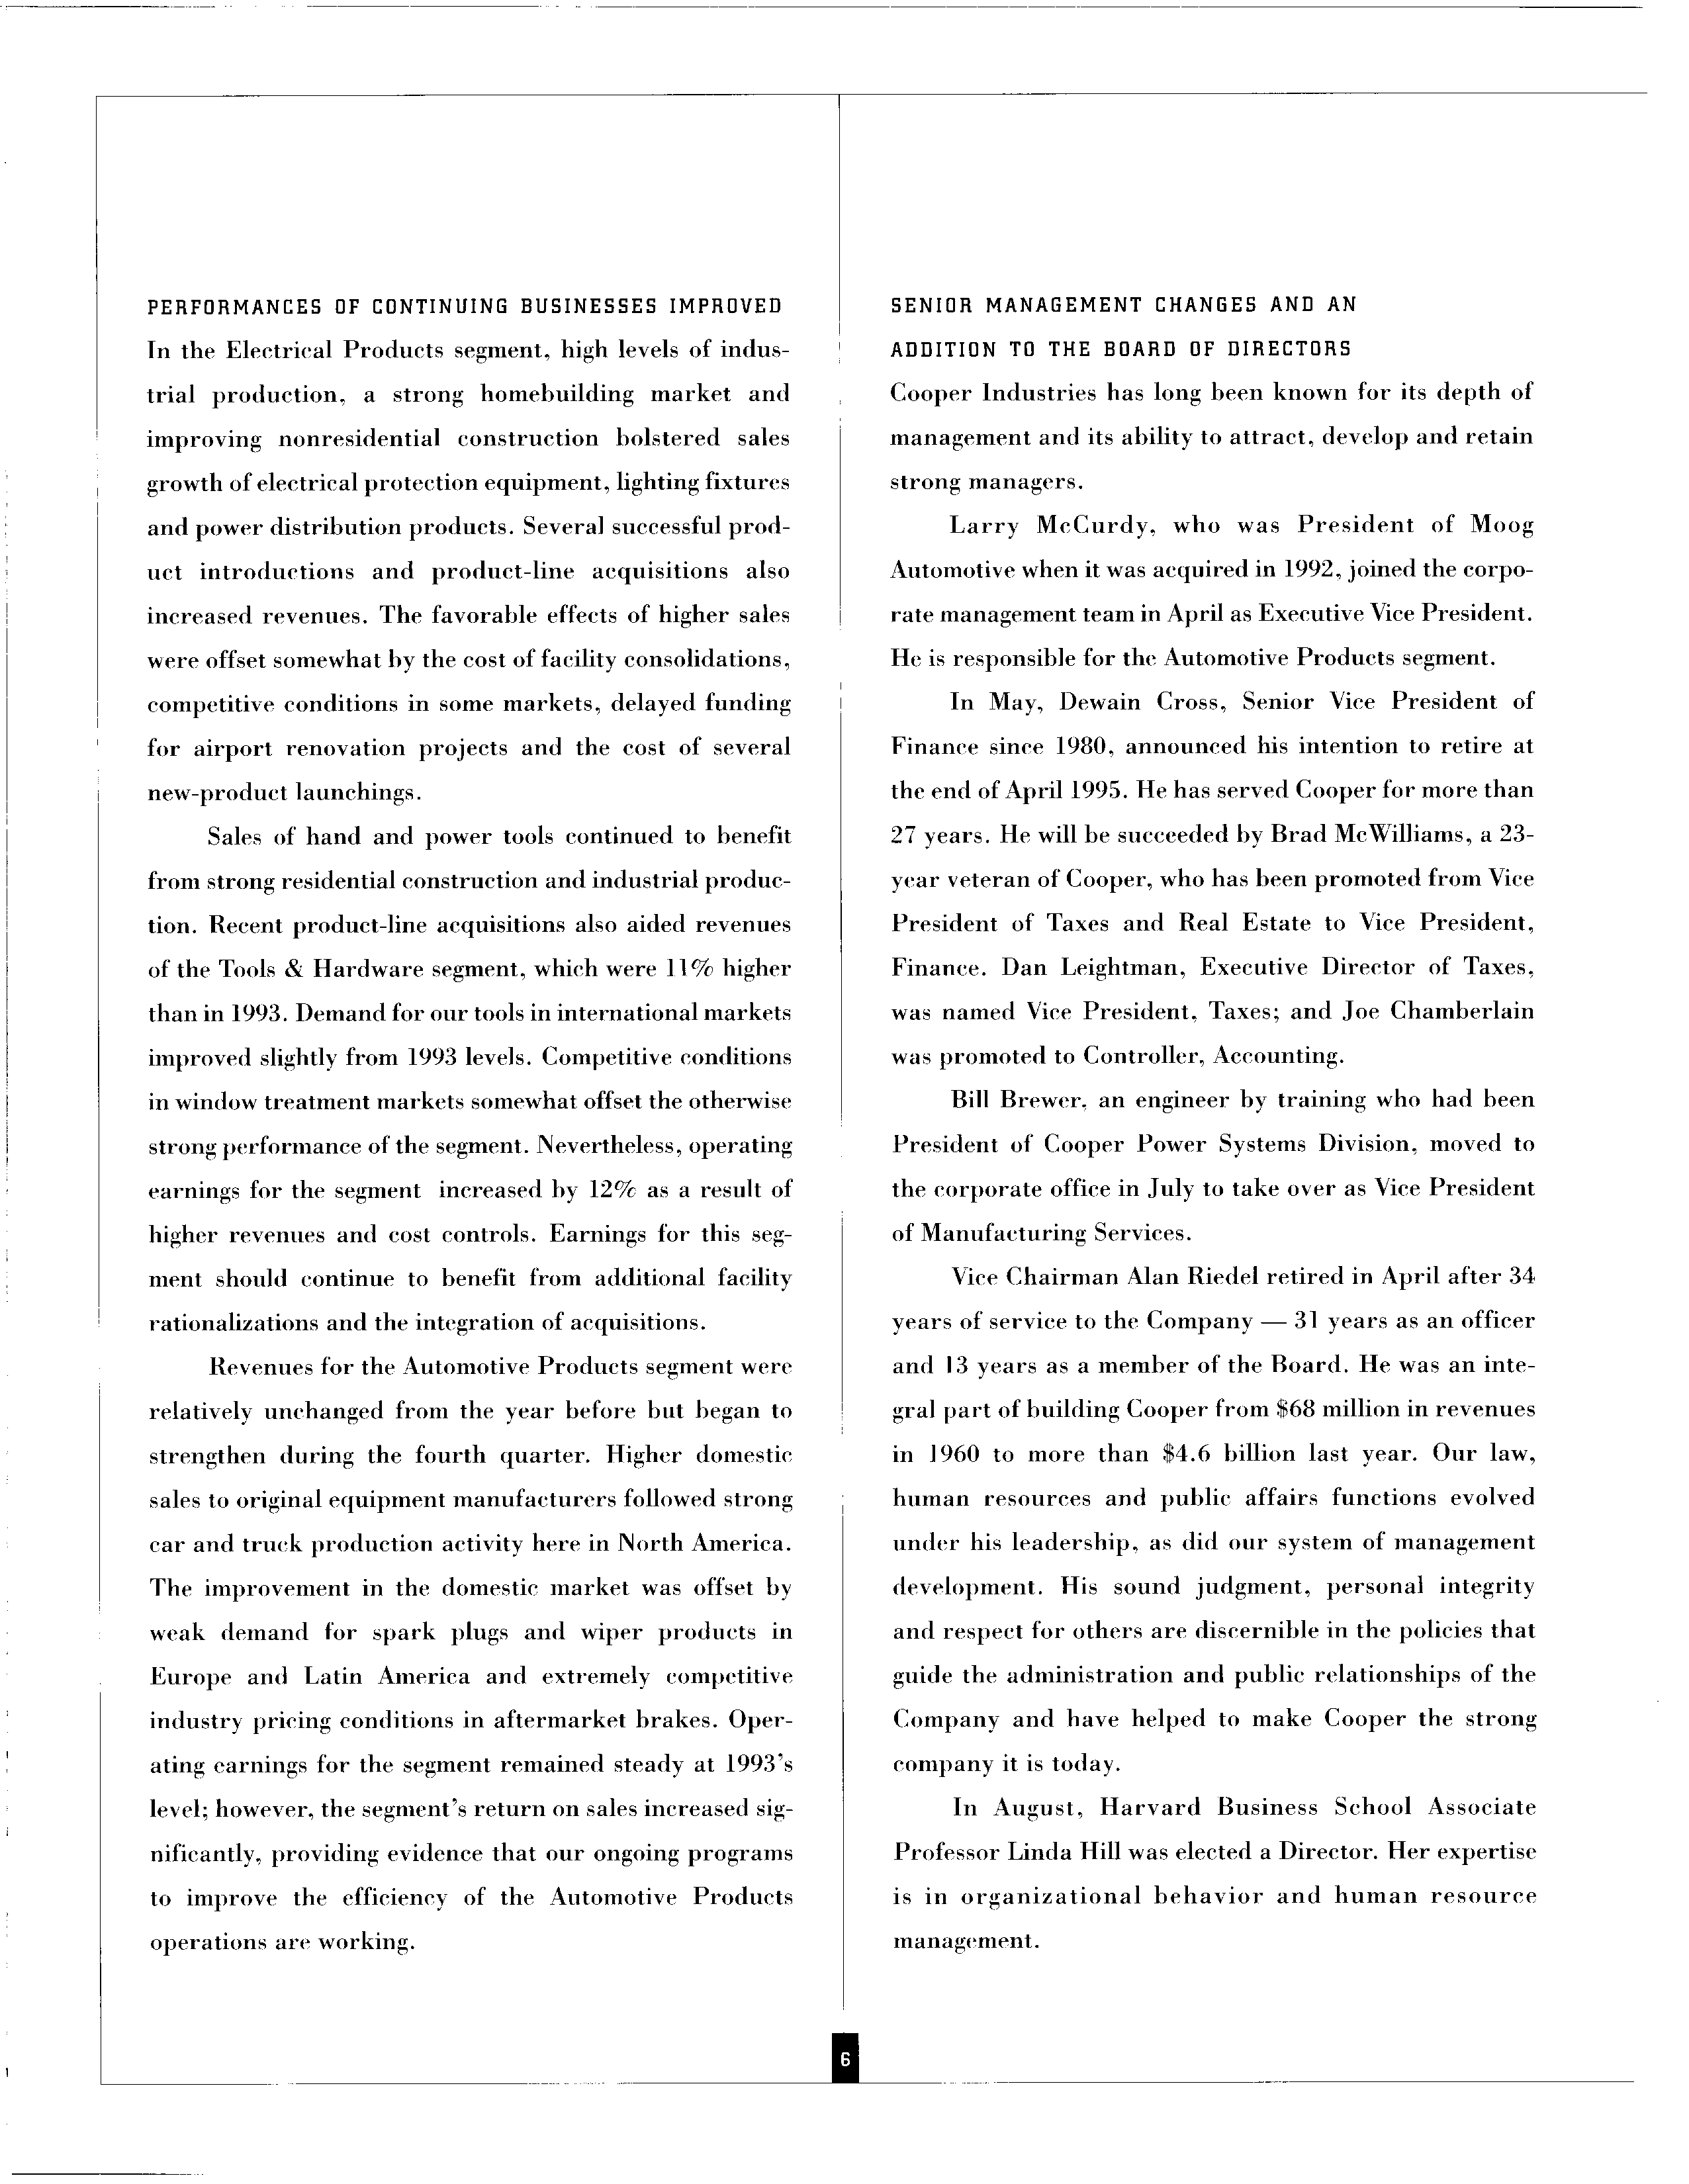 PERFORMANCES OF CONTINUING BUSINESSES IMPROVED
In the Electrical Products segment, high levels of indus-
trial production, a strong homebuilding market and
improving nonresidential construction bolstered sales
growth of electrical protection equipment, lighting fixtures
and power distribution products. Several successful prod-
uct introductions and product-line acquisitions also
increased revenues. The favorable effects of higher sales
were offset somewhat by the cost of facility consolidations,
competitive conditions in some markets, delayed funding
for airport renovation projects and the cost of several
new-product launchings.
Sales of hand and power tools continued to benefit
from strong residential construction and industrial produc-
tion. Recent product-line acquisitions also aided revenues
of the Tools & Hardware segment, which were 11% higher
than in 1993. Demand for our tools in international markets
improved slightly from 1993 levels. Competitive conditions
in window treatment markets somewhat offset the otherwise
strong performance of the segment. Nevertheless, operating
earnings for the segment increased by 12% as a result of
higher revenues and cost controls. Earnings for this seg-
ment should continue to benefit from additional facility
rationalizations and the integration of acquisitions.
Revenues for the Automotive Products segment were
relatively unchanged from the year before but began to
strengthen during the fourth quarter. Higher domestic
sales to original equipment manufacturers followed strong
car and truck production activity here in North America.
The improvement in the domestic market was offset by
weak demand for spark plugs and wiper products in
Europe and Latin America and extremely competitive
industry pricing conditions in aftermarket brakes. Oper-
ating earnings for the segment remained steady at 1993's
level; however, the segment's return on sales increased sig-
nificantly, providing evidence that our ongoing programs
to improve the efficiency of the Automotive Products
operations are working.
SENIOR MANAGEMENT CHANGES AND AN
ADDITION TO THE BOARD OF DIRECTORS
Cooper Industries has long been known for its depth of
management and its ability to attract, develop and retain
strong managers.
Larry McCurdy, who was President of Moog
Automotive when it was acquired in 1992, joined the corpo-
rate management team in April as Executive Vice President.
He is responsible for the Automotive Products segment.
In May, Dewain Cross, Senior Vice President of
Finance since 1980, announced his intention to retire at
the end of April 1995. He has served Cooper for more than
27 years. He will be succeeded by Brad McWilliams, a 23-
year veteran of Cooper, who has been promoted from Vice
President of Taxes and Real Estate to Vice President,
Finance. Dan Leightman, Executive Director of Taxes,
was named Vice President, Taxes; and Joe Chamberlain
was promoted to Controller, Accounting.
Bill Brewer, an engineer by training who had been
President of Cooper Power Systems Division, moved to
the corporate office in July to take over as Vice President
of Manufacturing Services.
Vice Chairman Alan Riedel retired in April after 34
years of service to the Company — 31 years as an officer
and 13 years as a member of the Board. He was an inte-
gral part of building Cooper from $68 million in revenues
in 1960 to more than $4.6 billion last year. Our law,
human resources and public affairs functions evolved
under his leadership, as did our system of management
development. His sound judgment, personal integrity
and respect for others are discernible in the policies that
guide the administration and public relationships of the
Company and have helped to make Cooper the strong
company it is today.
In August, Harvard Business School Associate
Professor Linda Hill was elected a Director. Her expertise
is in organizational behavior and human resource
management.
6